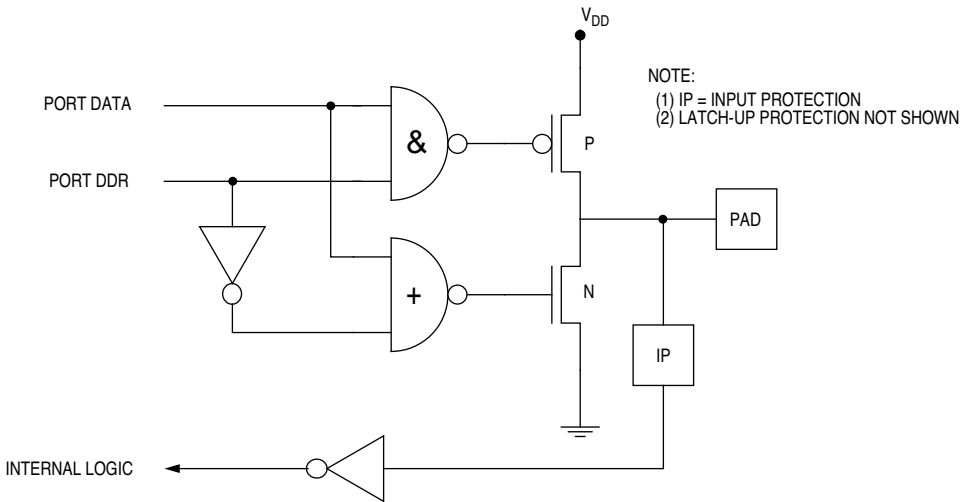 V_DD
NOTE:
(1) IP = INPUT PROTECTION
(2) LATCH-UP PROTECTION NOT SHOWN
PORT DATA
&
P
PORT DDR
PAD
+
N
IP
INTERNAL LOGIC